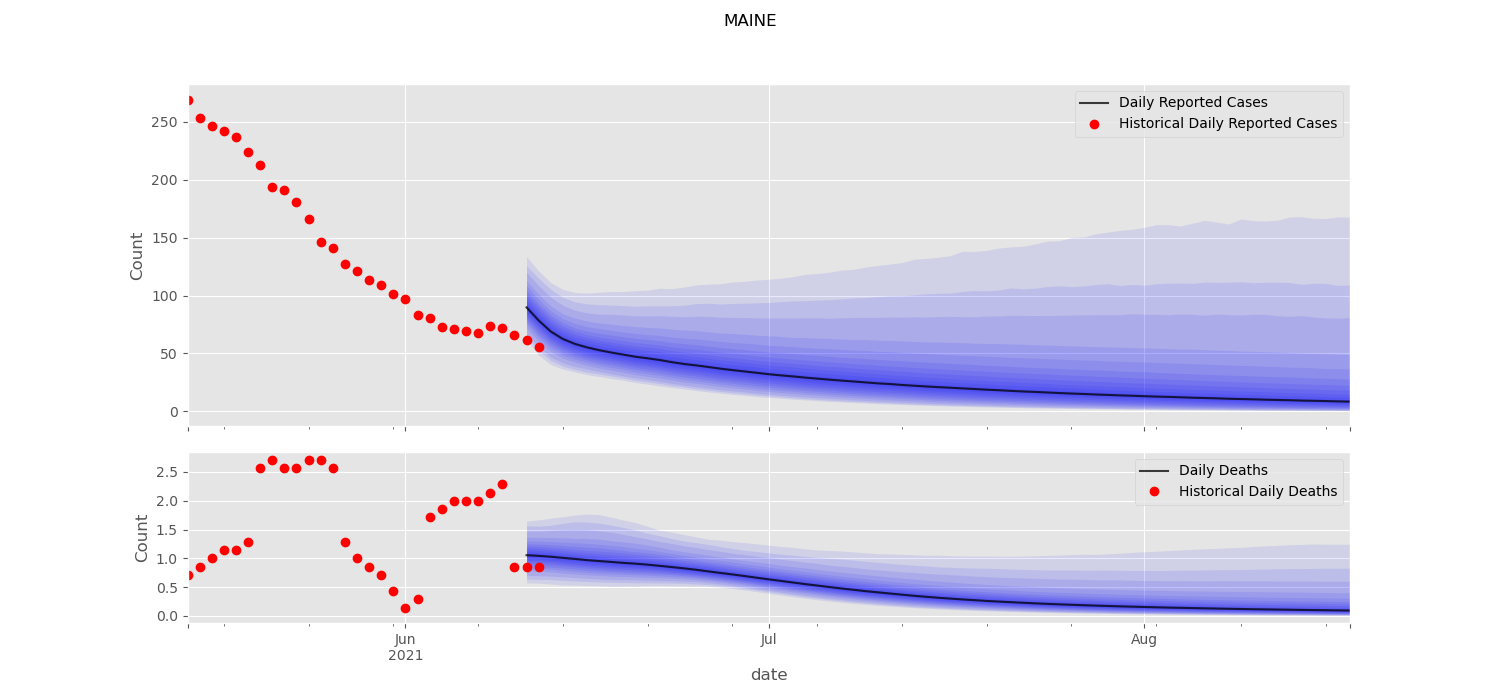 MAINE
Daily Reported Cases
Historical Daily Reported Cases
250
200
150
100
50
0
Count
Daily Deaths
Historical Daily Deaths
2.5
2.0
1.5
1.0
0.5
0.0
Count
Jun
2021
Jul
Aug
date